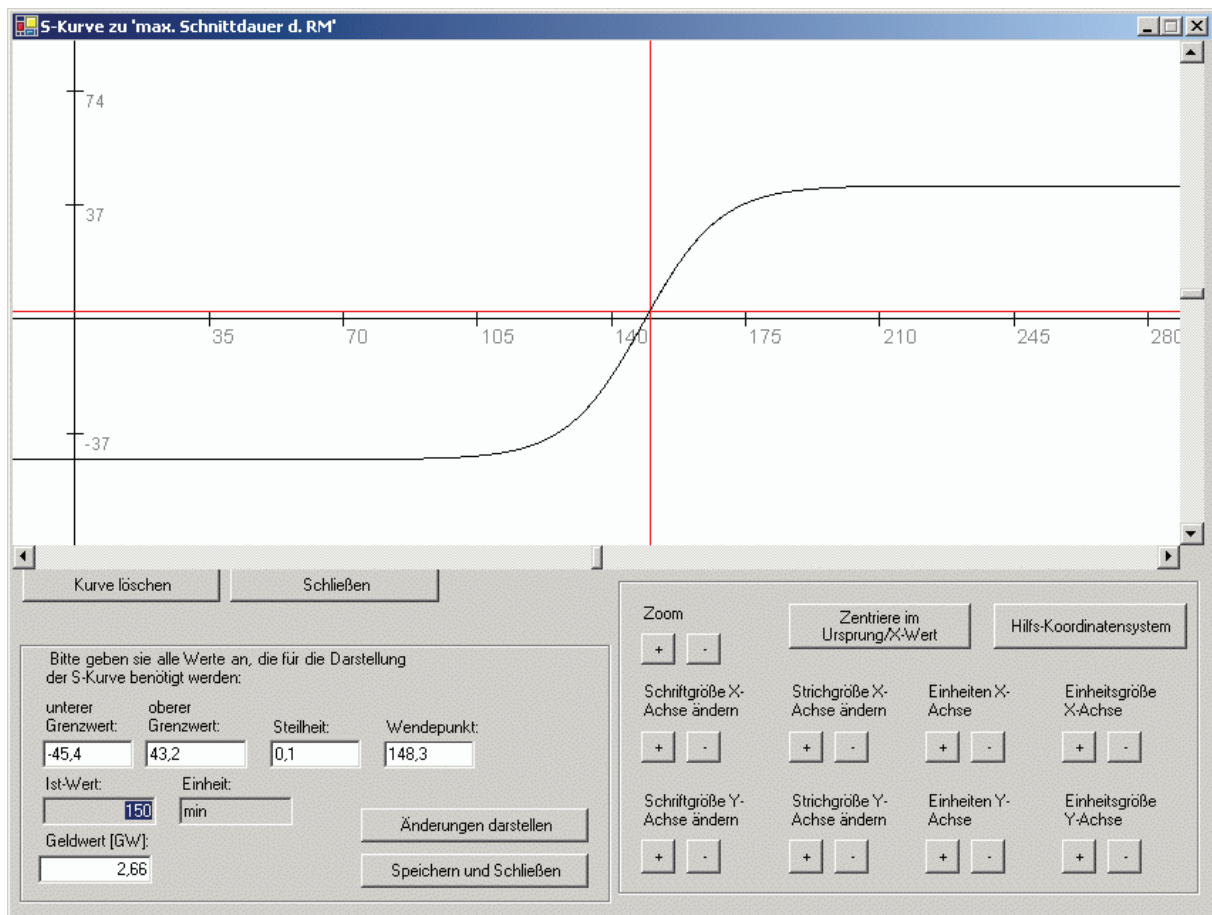 S-Kurve zu 'max. Schnittdauer d. RM'
74
37
35 70 105 140 175 210 245 280
-37
Kurve löschen
Schließen
Bitte geben sie alle Werte an, die für die Darstellung
der S-Kurve benötigt werden:
unterer
Grenzwert:
oberer
Grenzwert:
Steilheit:
Wendepunkt:
-45,4
43,2
0,1
148,3
Ist-Wert:
Einheit:
150
min
Geldwert [GW]:
2,66
Änderungen darstellen
Speichern und Schließen
Zoom
+ -
Zentriere im
Ursprung/X-Wert
Hilfs-Koordinatensystem
Schriftgröße X-
Achse ändern
Strichgröße X-
Achse ändern
Einheiten X-
Achse
Einheitsgröße
X-Achse
+ - + - + - + -
Schriftgröße Y-
Achse ändern
Strichgröße Y-
Achse ändern
Einheiten Y-
Achse
Einheitsgröße
Y-Achse
+ - + - + - + -